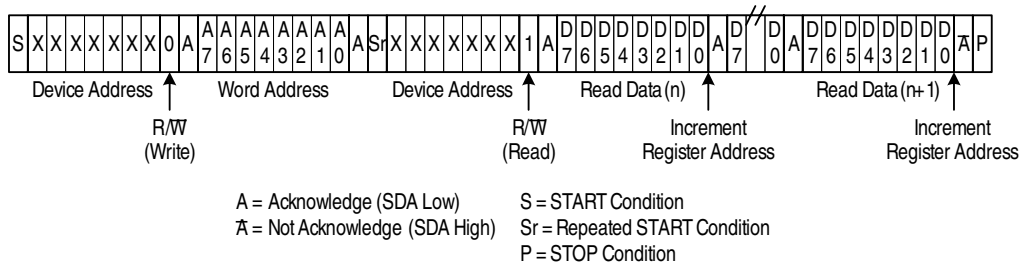 S X X X X X X X 0 A A7 A6 A5 A4 A3 A2 A1 A0 A Sr X X X X X X X 1 A D7 D6 D5 D4 D3 D2 D1 D0 A D7 // D0 A D7 D6 D5 D4 D3 D2 D1 D0 A̅ P
Device Address Word Address Device Address Read Data (n) Read Data (n+1)
R/W̅ R/W̅ Increment Increment
(Write) (Read) Register Address Register Address
A = Acknowledge (SDA Low) S = START Condition
A̅ = Not Acknowledge (SDA High) Sr = Repeated START Condition
P = STOP Condition